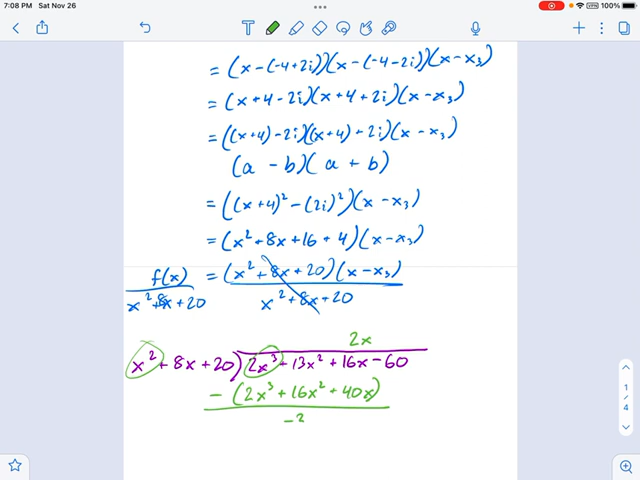 7:08 PM Sat Nov 26
100%
= (x-(-4+2i))(x-(-4-2i))(x-x₃)
= (x+4-2i)(x+4+2i)(x-x₃)
= ((x+4)-2i)((x+4)+2i)(x-x₃)
(a - b)(a + b)
= ((x+4)² -(2i)²)(x-x₃)
= (x²+8x+16+4)(x-x₃)
f(x) = (x²+8x+20)(x-x₃)
x²+8x+20 x²+8x+20
2x
x²+8x+20) 2x³+13x²+16x-60
- (2x³+16x²+40x)
-3
1
/
4